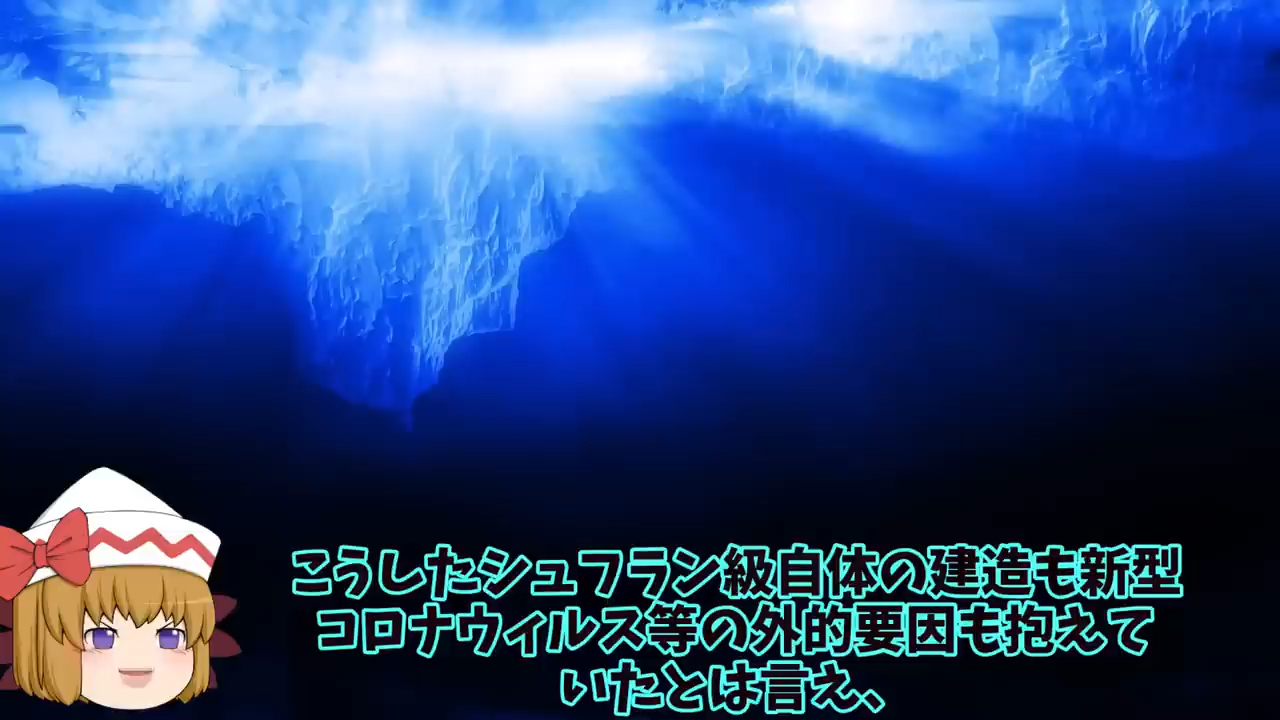 こうしたシュフラン級自体の建造も新型
コロナウィルス等の外的要因も抱えて
いたとは言え、